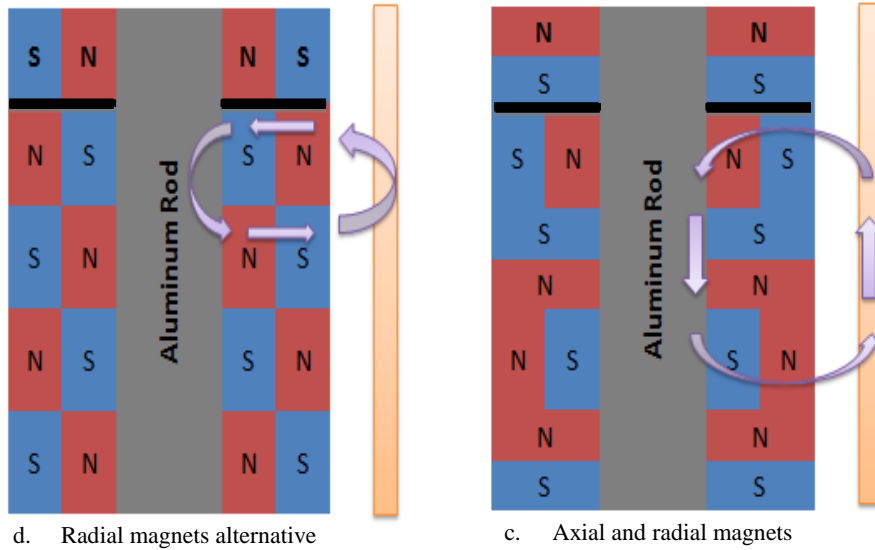 S N N S
N S S N
S N N S
N S S N
S N N S
Aluminum Rod
d. Radial magnets alternative
N N
S S
S N N S
S S
N N
N S S N
N N
S S
Aluminum Rod
c. Axial and radial magnets